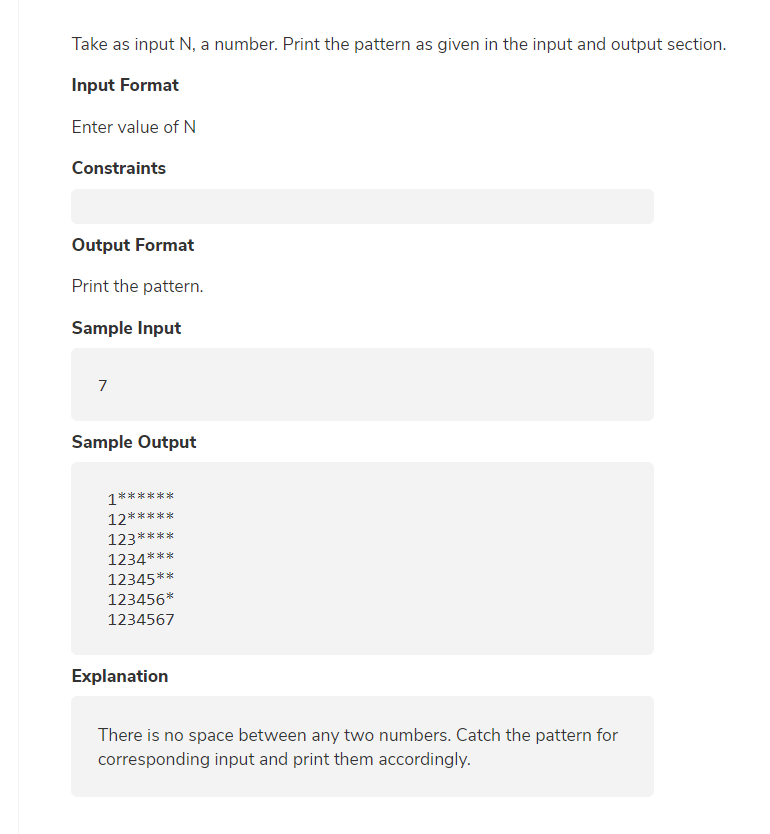 Take as input N, a number. Print the pattern as given in the input and output section.
Input Format
Enter value of N
Constraints
Output Format
Print the pattern.
Sample Input
7
Sample Output
1******
12*****
123****
1234***
12345**
123456*
1234567
Explanation
There is no space between any two numbers. Catch the pattern for
corresponding input and print them accordingly.